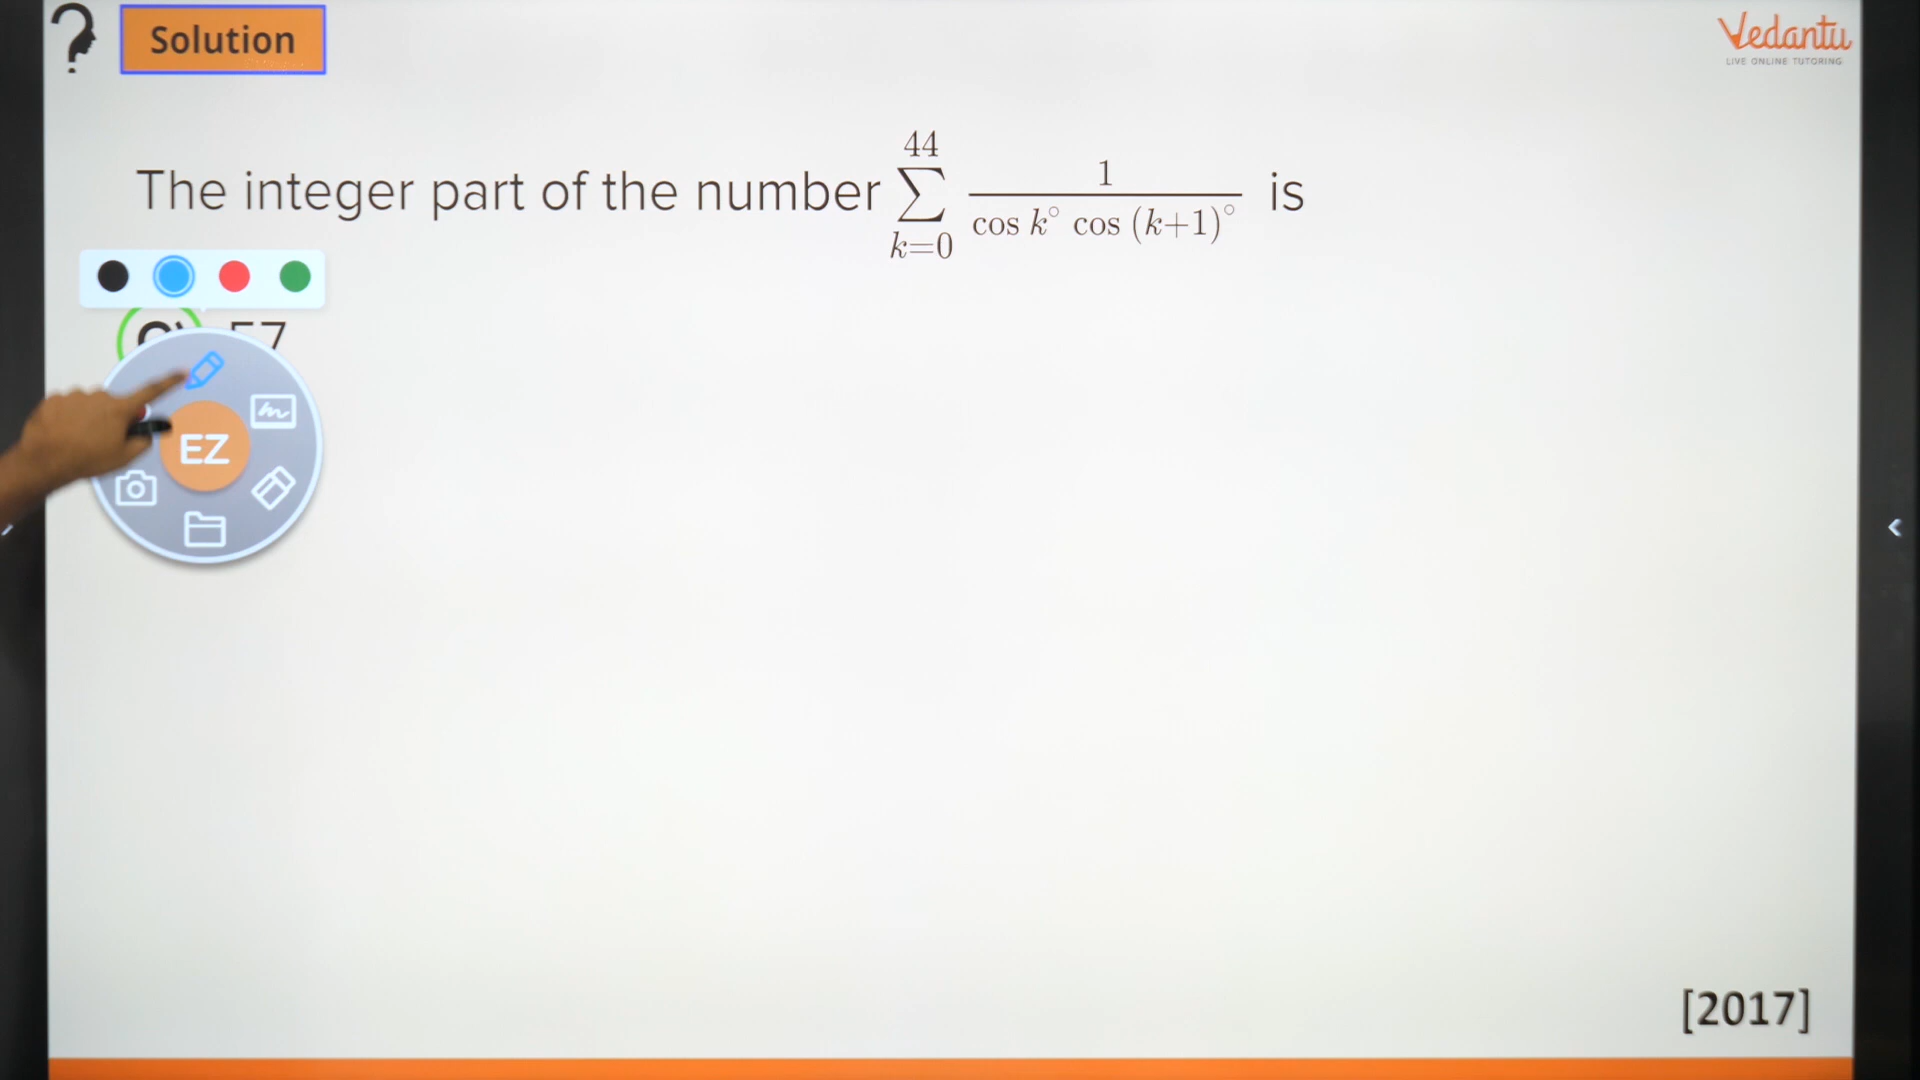 Solution
Vedantu
LIVE ONLINE TUTORING
The integer part of the number \sum_{k=0}^{44} \frac{1}{\cos k^\circ \cos (k+1)^\circ} is
57
EZ
[2017]